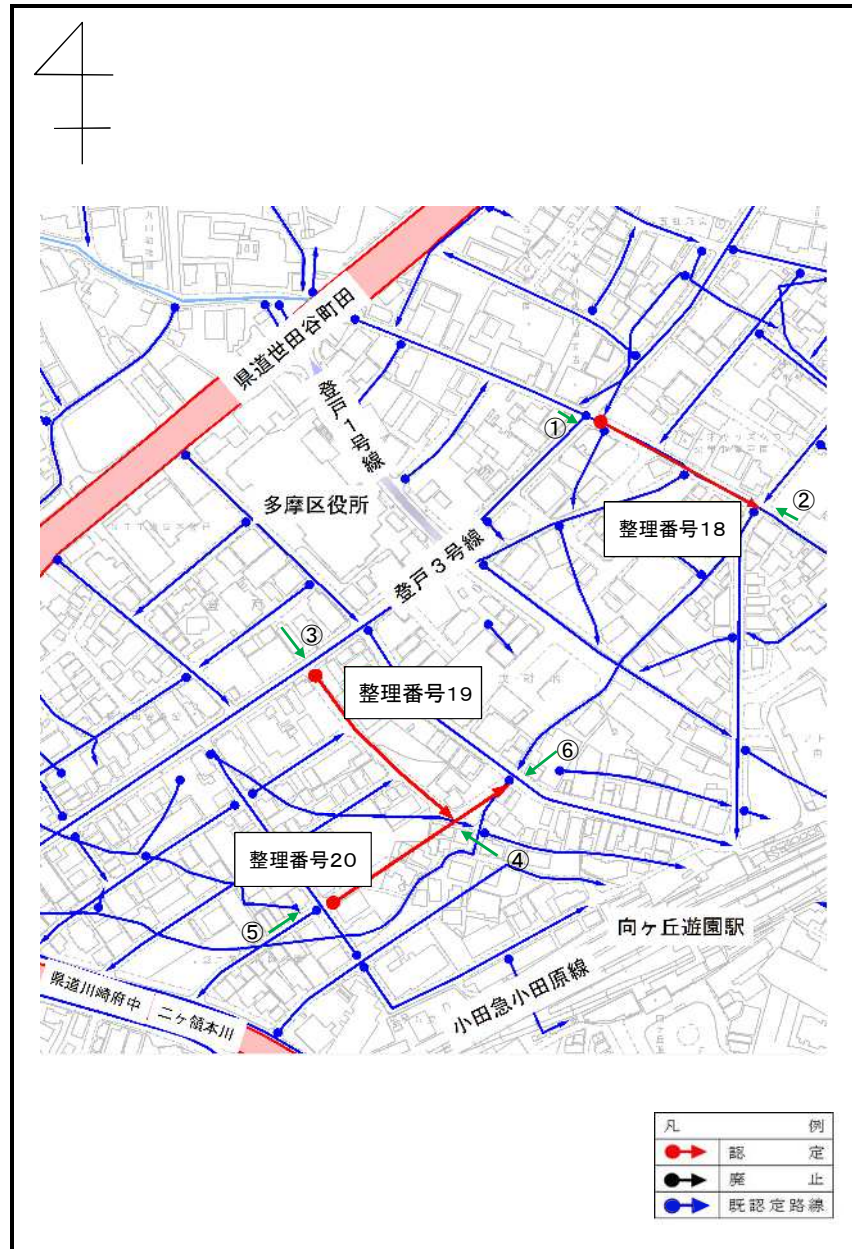 県道世田谷町田
登戸1号線
①
多摩区役所
②
整理番号18
登戸3号線
③
整理番号19
⑥
整理番号20
④
⑤
向ヶ丘遊園駅
小田急小田原線
県道川崎府中
二ヶ領本川
凡 例
認 定
廃 止
既認定路線